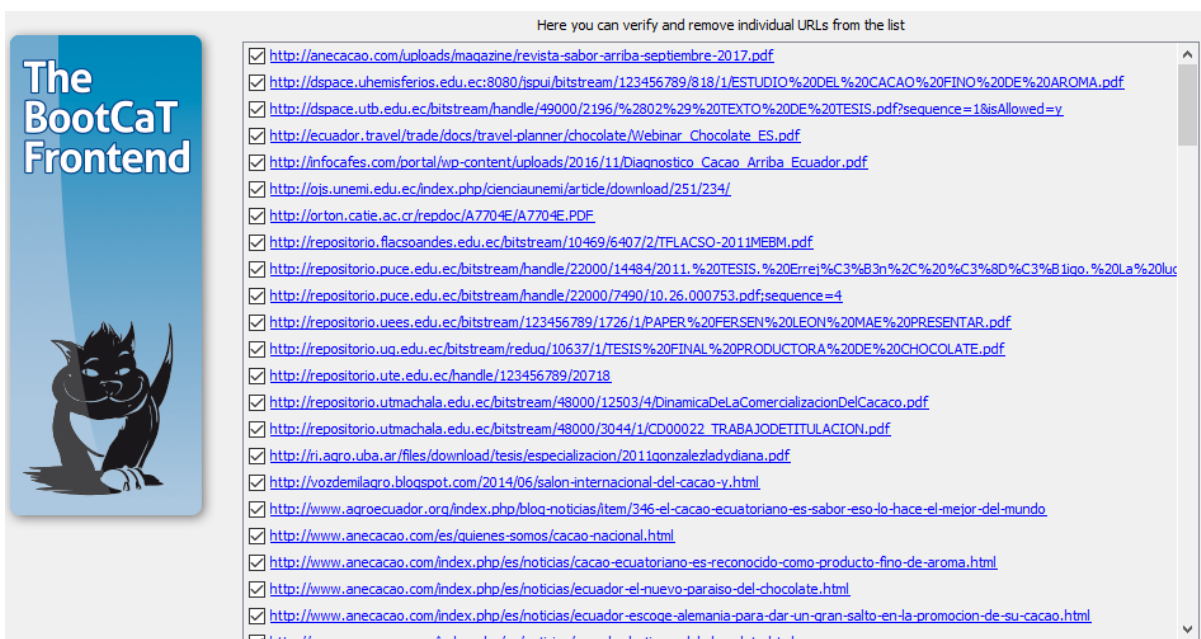 Here you can verify and remove individual URLs from the list
The
BootCaT
Frontend
http://anecacao.com/uploads/magazine/revista-sabor-arriba-septiembre-2017.pdf
http://dspace.uhemisferios.edu.ec:8080/jspui/bitstream/123456789/818/1/ESTUDIO%20DEL%20CACAO%20FINO%20DE%20AROMA.pdf
http://dspace.utb.edu.ec/bitstream/handle/49000/2196/%2802%29%20TEXTO%20DE%20TESIS.pdf?sequence=1&isAllowed=y
http://ecuador.travel/trade/docs/travel-planner/chocolate/Webinar_Chocolate_ES.pdf
http://infocafes.com/portal/wp-content/uploads/2016/11/Diagnostico_Cacao_Arriba_Ecuador.pdf
http://ojs.unemi.edu.ec/index.php/cienciaunemi/article/download/251/234/
http://orton.catie.ac.cr/repdoc/A7704E/A7704E.PDF
http://repositorio.flacsoandes.edu.ec/bitstream/10469/6407/2/TFLACSO-2011MEBM.pdf
http://repositorio.puce.edu.ec/bitstream/handle/22000/14484/2011.%20TESIS.%20Errej%C3%B3n%2C%20%C3%8D%C3%B1igo.%20La%20luc
http://repositorio.puce.edu.ec/bitstream/handle/22000/7490/10.26.000753.pdf;sequence=4
http://repositorio.uees.edu.ec/bitstream/123456789/1726/1/PAPER%20FERSEN%20LEON%20MAE%20PRESENTAR.pdf
http://repositorio.ug.edu.ec/bitstream/redug/10637/1/TESIS%20FINAL%20PRODUCTORA%20DE%20CHOCOLATE.pdf
http://repositorio.ute.edu.ec/handle/123456789/20718
http://repositorio.utmachala.edu.ec/bitstream/48000/12503/4/DinamicaDeLaComercializacionDelCacaco.pdf
http://repositorio.utmachala.edu.ec/bitstream/48000/3044/1/CD00022_TRABAJODETITULACION.pdf
http://ri.agro.uba.ar/files/download/tesis/especializacion/2011gonzalezladydiana.pdf
http://vozdemilagro.blogspot.com/2014/06/salon-internacional-del-cacao-y.html
http://www.agroecuador.org/index.php/blog-noticias/item/346-el-cacao-ecuatoriano-es-sabor-eso-lo-hace-el-mejor-del-mundo
http://www.anecacao.com/es/quienes-somos/cacao-nacional.html
http://www.anecacao.com/index.php/es/noticias/cacao-ecuatoriano-es-reconocido-como-producto-fino-de-aroma.html
http://www.anecacao.com/index.php/es/noticias/ecuador-el-nuevo-paraiso-del-chocolate.html
http://www.anecacao.com/index.php/es/noticias/ecuador-escoge-alemania-para-dar-un-gran-salto-en-la-promocion-de-su-cacao.html